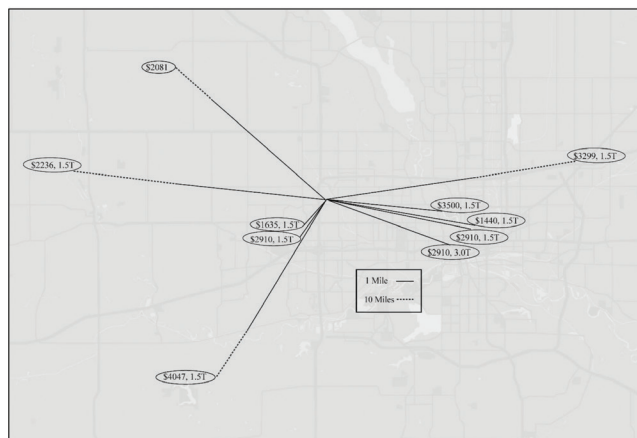 $2081
$2236, 1.5T
$3299, 1.5T
$3500, 1.5T
$1440, 1.5T
$1635, 1.5T
$2910, 1.5T
$2910, 1.5T
$2910, 3.0T
1 Mile
10 Miles
$4047, 1.5T